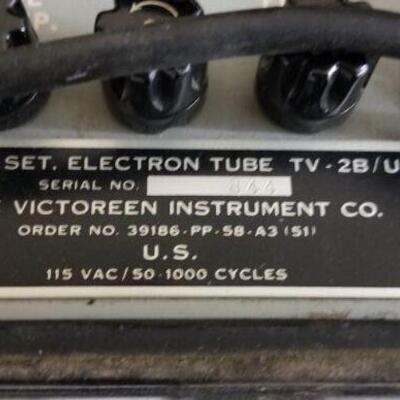 P.
SET, ELECTRON TUBE TV-2B/U
SERIAL NO. 844
VICTOREEN INSTRUMENT CO.
ORDER NO. 39186-PP-58-A3 (51)
U.S.
115 VAC/50-1000 CYCLES